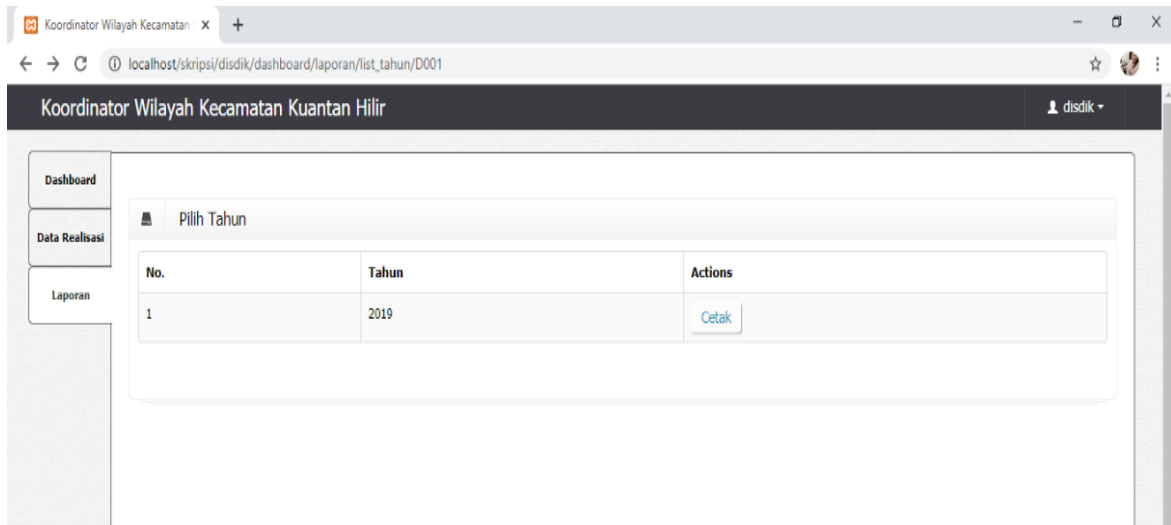 Koordinator Wilayah Kecamatan
localhost/skripsi/disdik/dashboard/laporan/list_tahun/D001
Koordinator Wilayah Kecamatan Kuantan Hilir
disdik
Dashboard
Data Realisasi
Laporan
Pilih Tahun
No. Tahun Actions
1 2019 Cetak